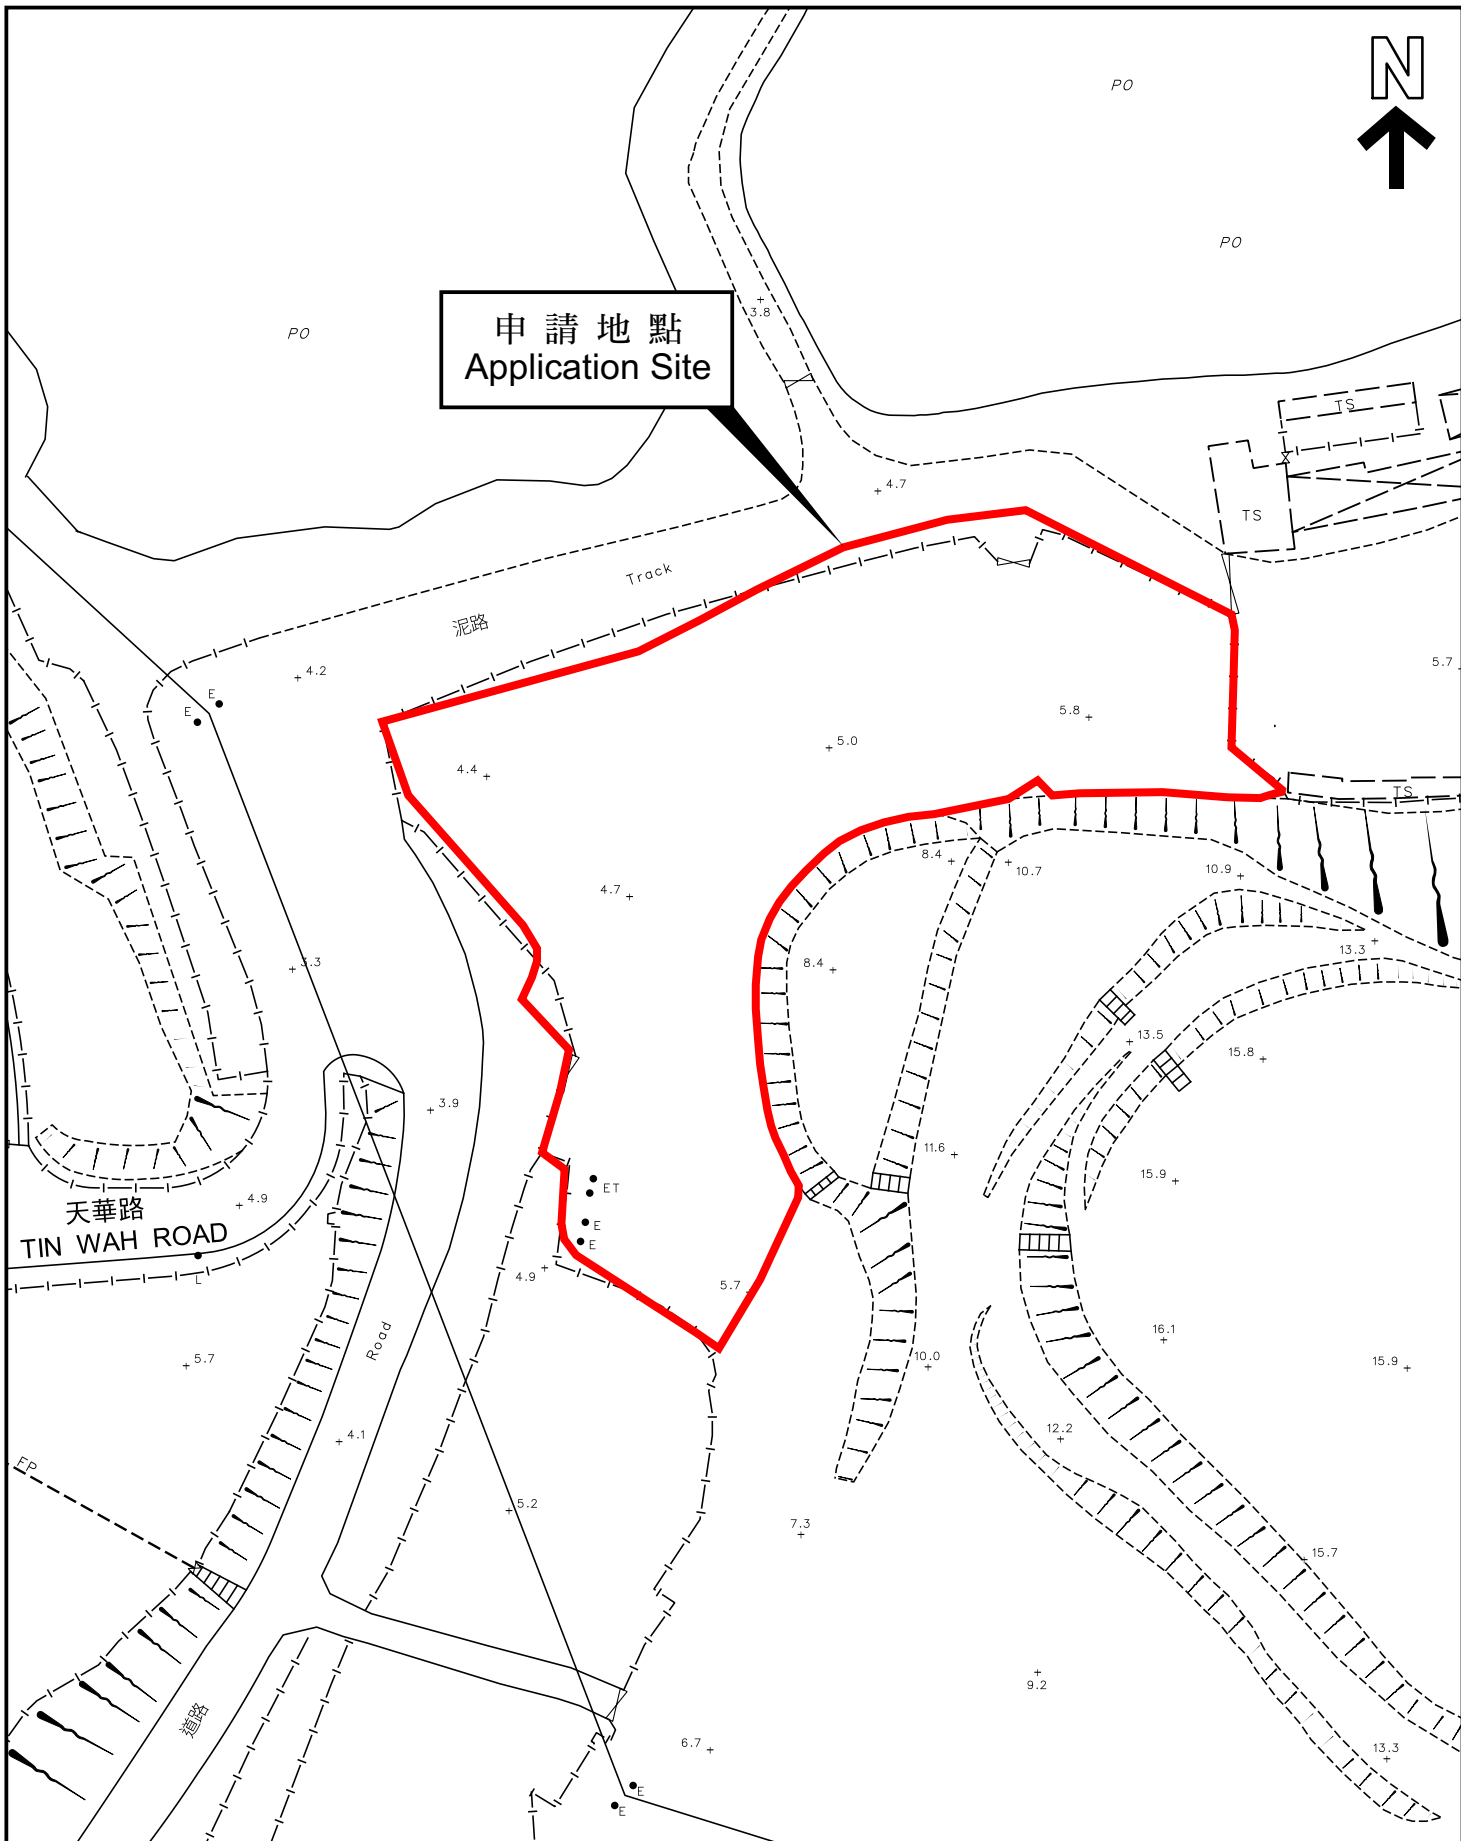 N
PO
PO
PO
3.8
申請地點
Application Site
TS
4.7
TS
Track
泥路
4.2
5.7
E
E
5.8
5.0
4.4
TS
8.4
10.7
10.9
4.7
13.3
8.4
3.3
13.5
15.8
3.9
11.6
15.9
ET
天華路
4.9
E
TIN WAH ROAD
E
L
4.9
5.7
16.1
Road
5.7
10.0
15.9
4.1
12.2
FP
5.2
7.3
15.7
9.2
道路
6.7
13.3
E
E